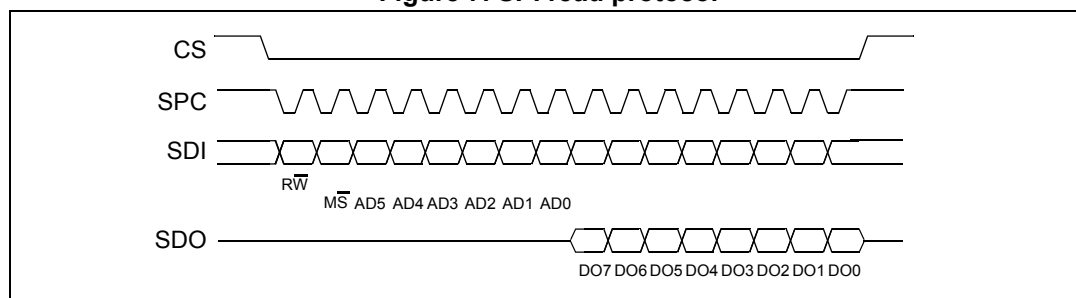 Figure 7. SPI read protocol
CS
SPC
SDI
RW̅
MS̅ AD5 AD4 AD3 AD2 AD1 AD0
SDO
DO7 DO6 DO5 DO4 DO3 DO2 DO1 DO0